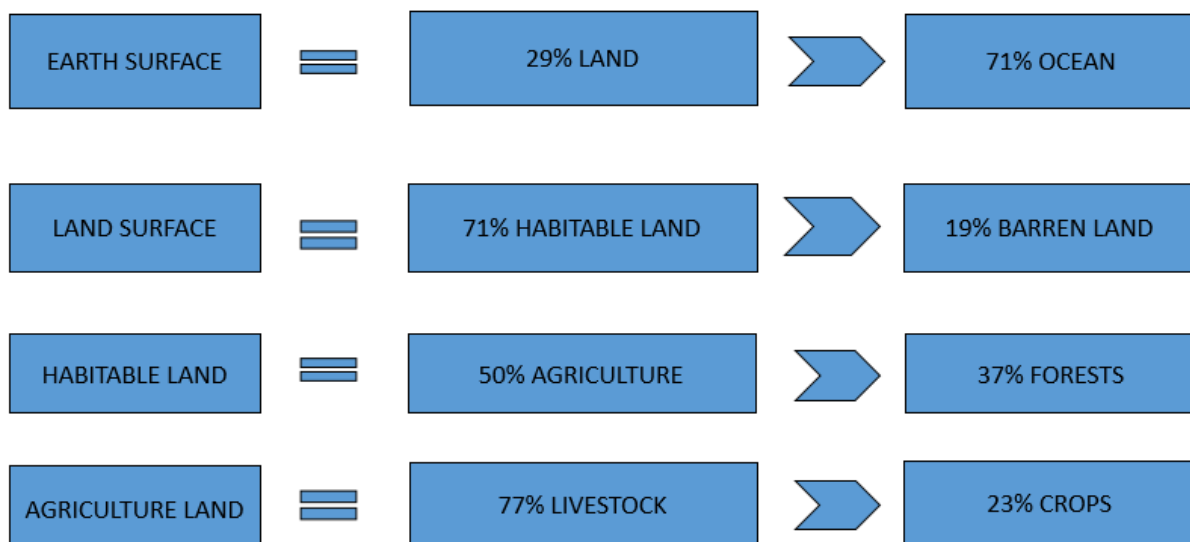 EARTH SURFACE
29% LAND
71% OCEAN
LAND SURFACE
71% HABITABLE LAND
19% BARREN LAND
HABITABLE LAND
50% AGRICULTURE
37% FORESTS
AGRICULTURE LAND
77% LIVESTOCK
23% CROPS